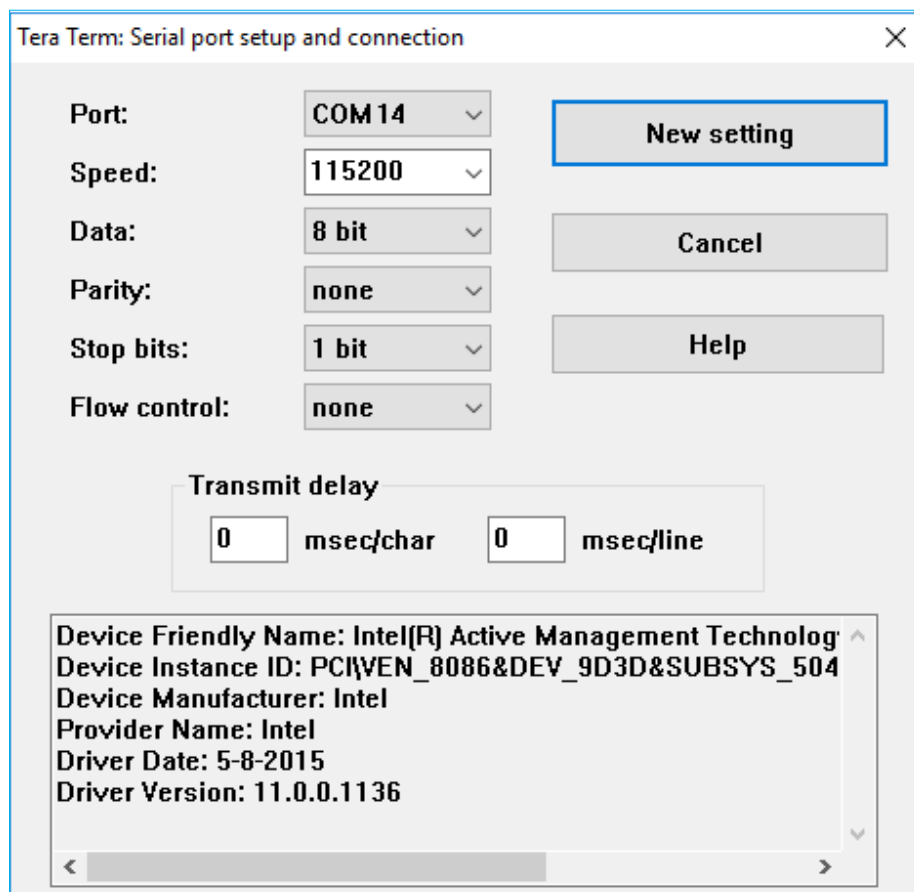 Tera Term: Serial port setup and connection
Port: COM14
New setting
Speed: 115200
Data: 8 bit
Cancel
Parity: none
Stop bits: 1 bit
Help
Flow control: none
Transmit delay
0 msec/char 0 msec/line
Device Friendly Name: Intel(R) Active Management Technolog
Device Instance ID: PCI\VEN_8086&DEV_9D3D&SUBSYS_504
Device Manufacturer: Intel
Provider Name: Intel
Driver Date: 5-8-2015
Driver Version: 11.0.0.1136